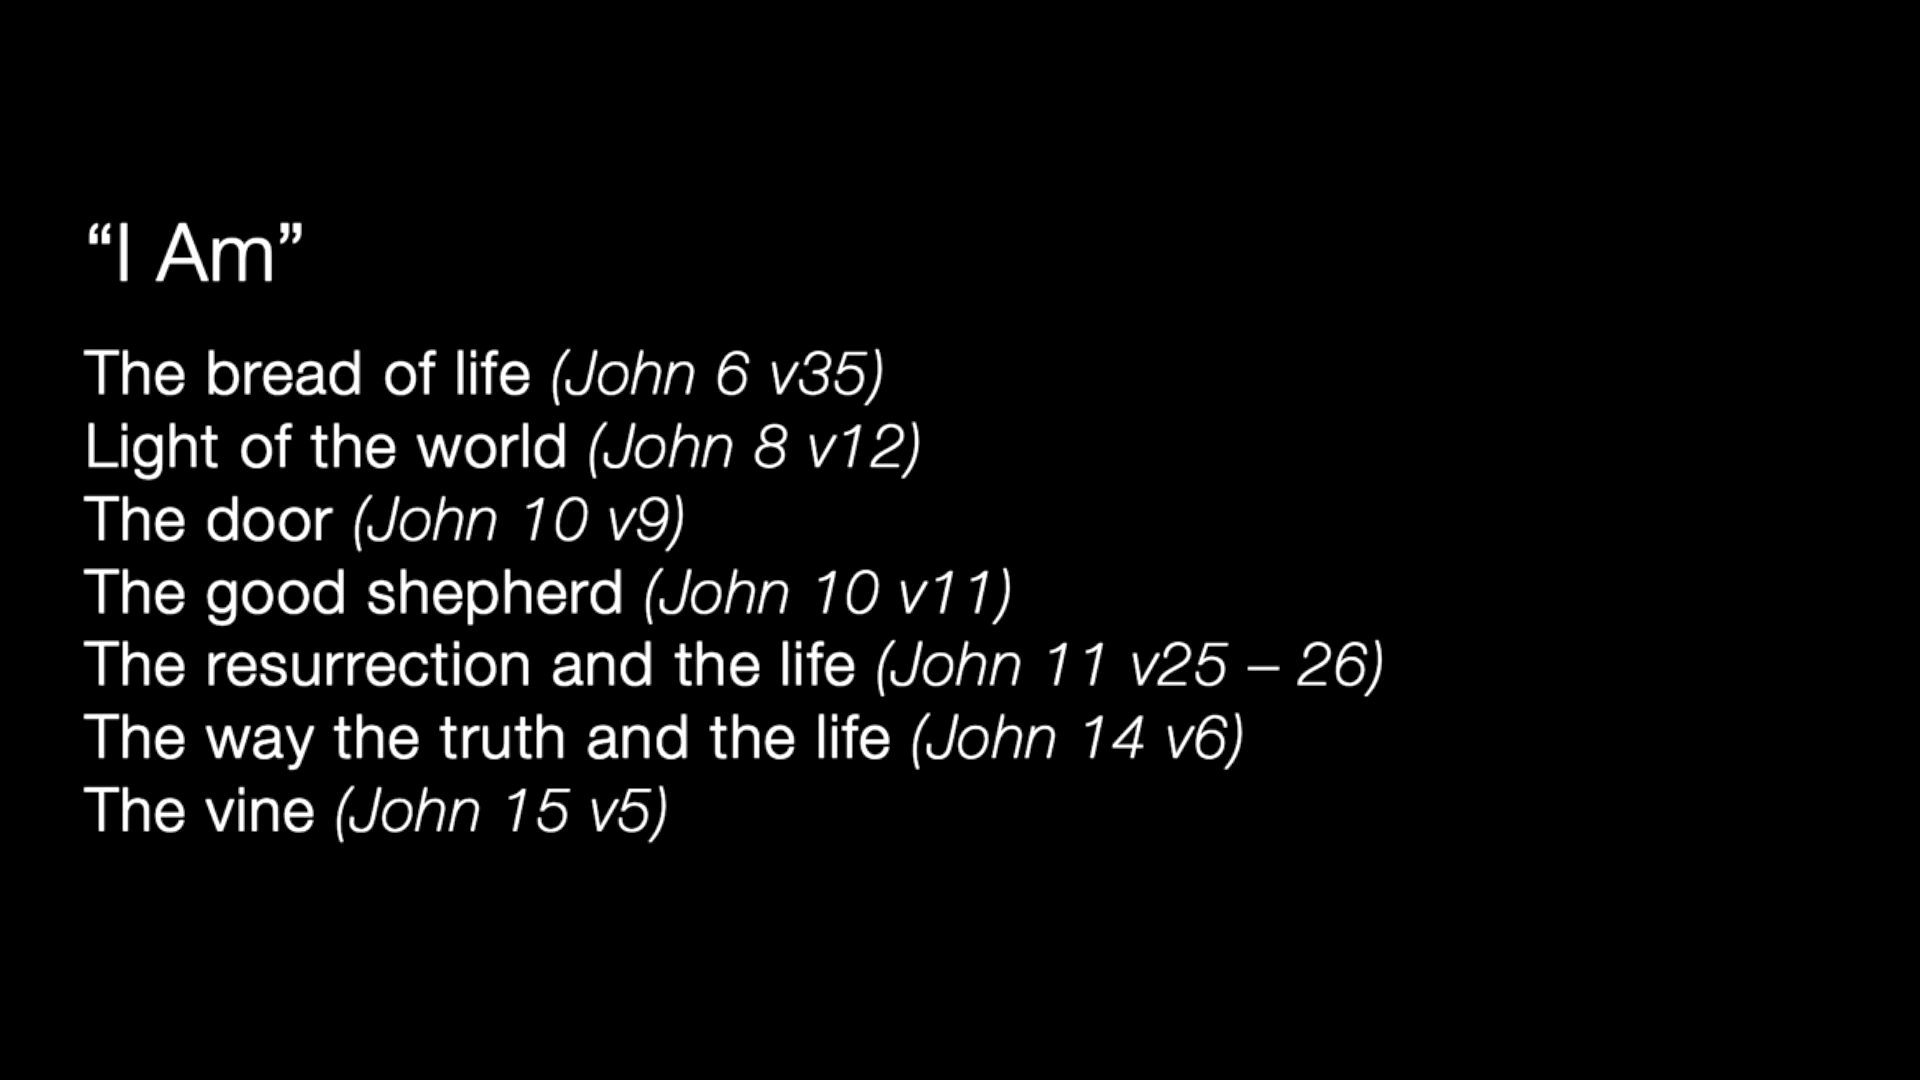 “I Am”
The bread of life (John 6 v35)
Light of the world (John 8 v12)
The door (John 10 v9)
The good shepherd (John 10 v11)
The resurrection and the life (John 11 v25 – 26)
The way the truth and the life (John 14 v6)
The vine (John 15 v5)